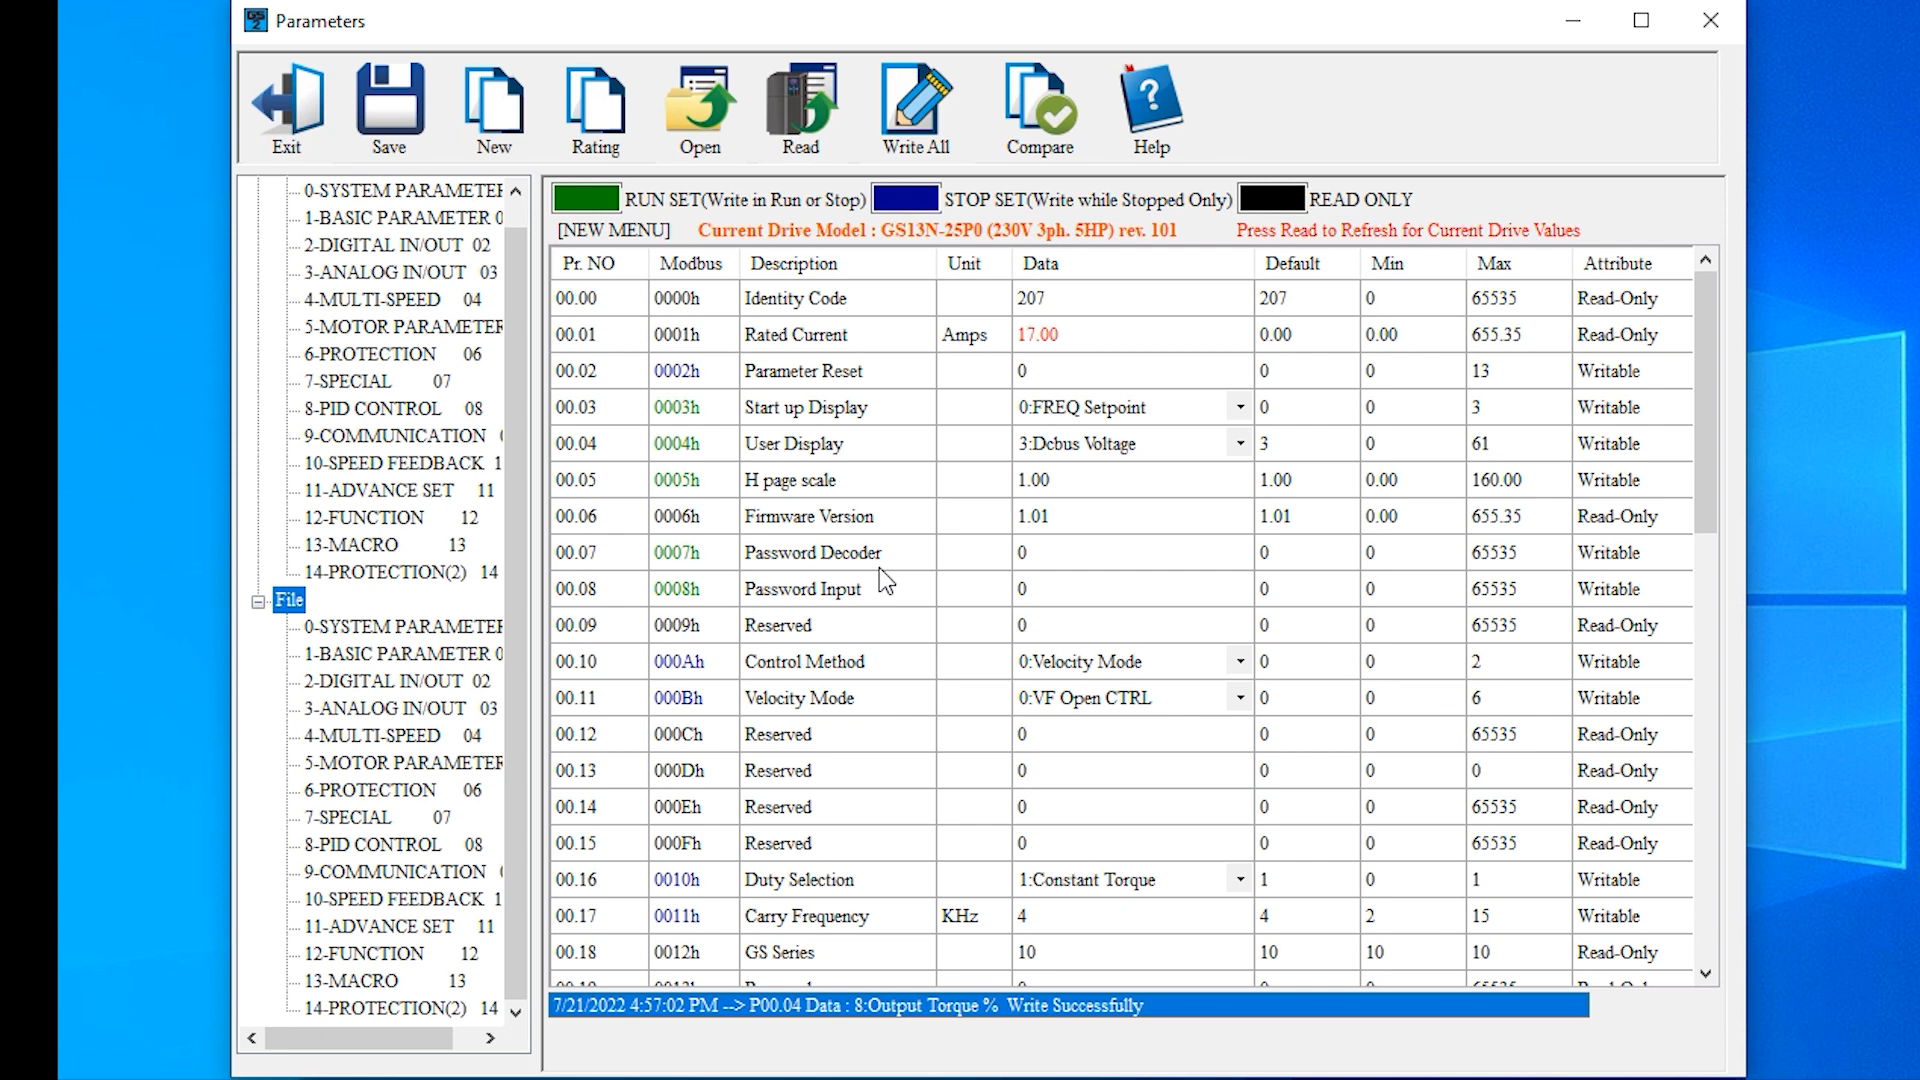 Parameters
Exit Save New Rating Open Read Write All Compare Help
0-SYSTEM PARAMETER
1-BASIC PARAMETER 0
2-DIGITAL IN/OUT 02
3-ANALOG IN/OUT 03
4-MULTI-SPEED 04
5-MOTOR PARAMETER
6-PROTECTION 06
7-SPECIAL 07
8-PID CONTROL 08
9-COMMUNICATION
10-SPEED FEEDBACK 1
11-ADVANCE SET 11
12-FUNCTION 12
13-MACRO 13
14-PROTECTION(2) 14
File
0-SYSTEM PARAMETER
1-BASIC PARAMETER 0
2-DIGITAL IN/OUT 02
3-ANALOG IN/OUT 03
4-MULTI-SPEED 04
5-MOTOR PARAMETER
6-PROTECTION 06
7-SPECIAL 07
8-PID CONTROL 08
9-COMMUNICATION
10-SPEED FEEDBACK 1
11-ADVANCE SET 11
12-FUNCTION 12
13-MACRO 13
14-PROTECTION(2) 14
RUN SET(Write in Run or Stop) STOP SET(Write while Stopped Only) READ ONLY
[NEW MENU] Current Drive Model : GS13N-25P0 (230V 3ph. 5HP) rev. 101 Press Read to Refresh for Current Drive Values
Pr. NO Modbus Description Unit Data Default Min Max Attribute
00.00 0000h Identity Code 207 207 0 65535 Read-Only
00.01 0001h Rated Current Amps 17.00 0.00 0.00 655.35 Read-Only
00.02 0002h Parameter Reset 0 0 0 13 Writable
00.03 0003h Start up Display 0:FREQ Setpoint 0 0 3 Writable
00.04 0004h User Display 3:Dcbus Voltage 3 0 61 Writable
00.05 0005h H page scale 1.00 1.00 0.00 160.00 Writable
00.06 0006h Firmware Version 1.01 1.01 0.00 655.35 Read-Only
00.07 0007h Password Decoder 0 0 0 65535 Writable
00.08 0008h Password Input 0 0 0 65535 Writable
00.09 0009h Reserved 0 0 0 65535 Read-Only
00.10 000Ah Control Method 0:Velocity Mode 0 0 2 Writable
00.11 000Bh Velocity Mode 0:VF Open CTRL 0 0 6 Writable
00.12 000Ch Reserved 0 0 0 65535 Read-Only
00.13 000Dh Reserved 0 0 0 0 Read-Only
00.14 000Eh Reserved 0 0 0 65535 Read-Only
00.15 000Fh Reserved 0 0 0 65535 Read-Only
00.16 0010h Duty Selection 1:Constant Torque 1 0 1 Writable
00.17 0011h Carry Frequency KHz 4 4 2 15 Writable
00.18 0012h GS Series 10 10 10 10 Read-Only
7/21/2022 4:57:02 PM --> P00.04 Data : 8:Output Torque % Write Successfully